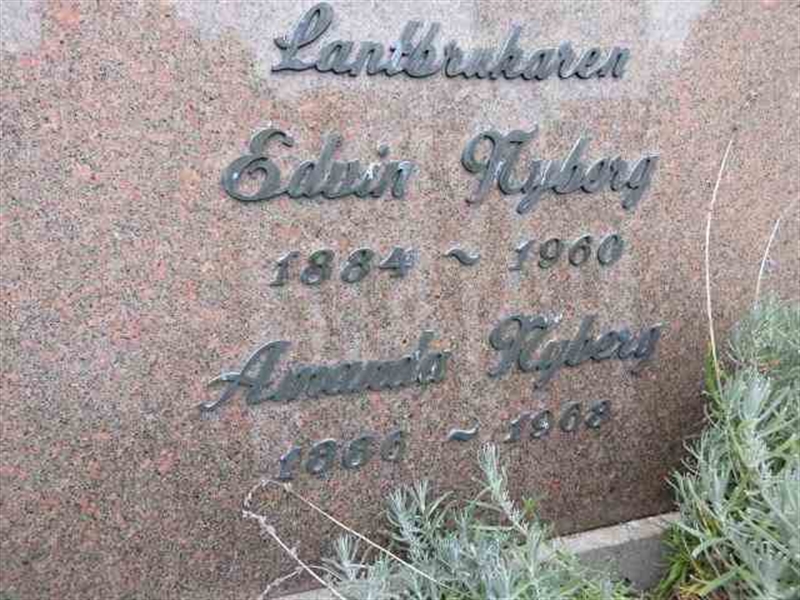 Lantbrukaren
Edvin Nyberg
1884 ~ 1960
Amanda Nyberg
1886 ~ 1968